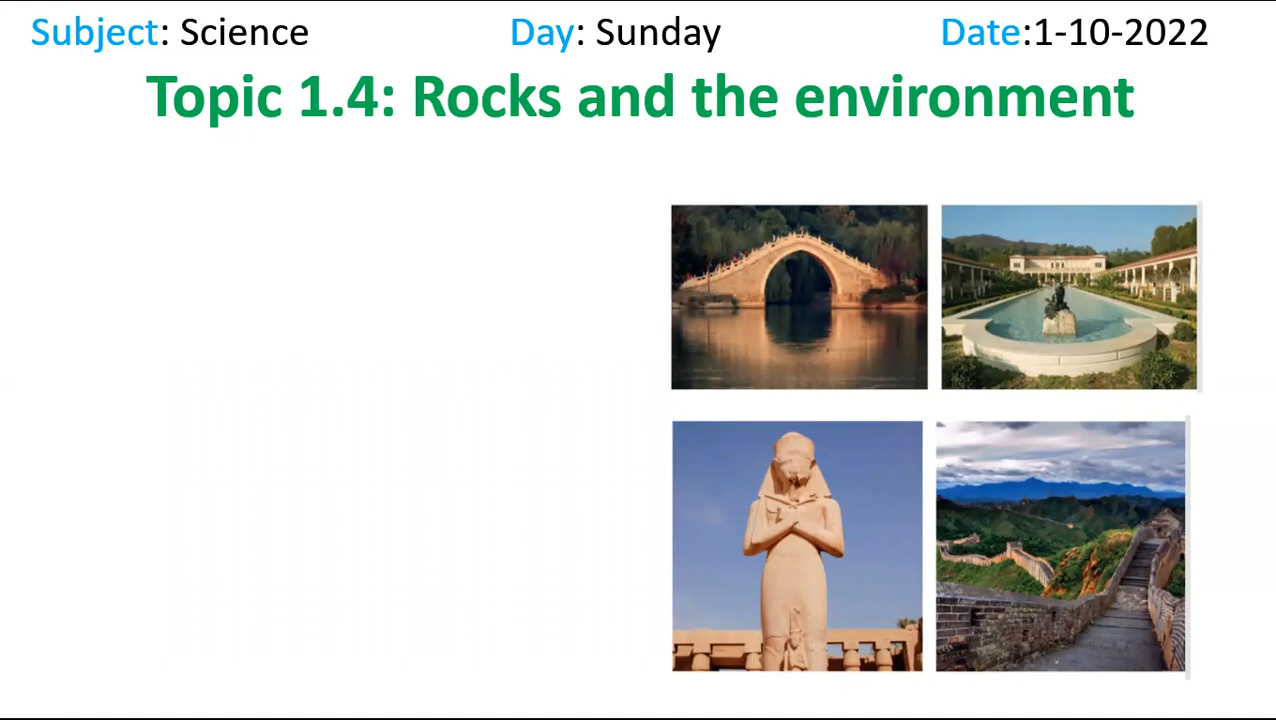 Subject: Science Day: Sunday Date:1-10-2022
Topic 1.4: Rocks and the environment